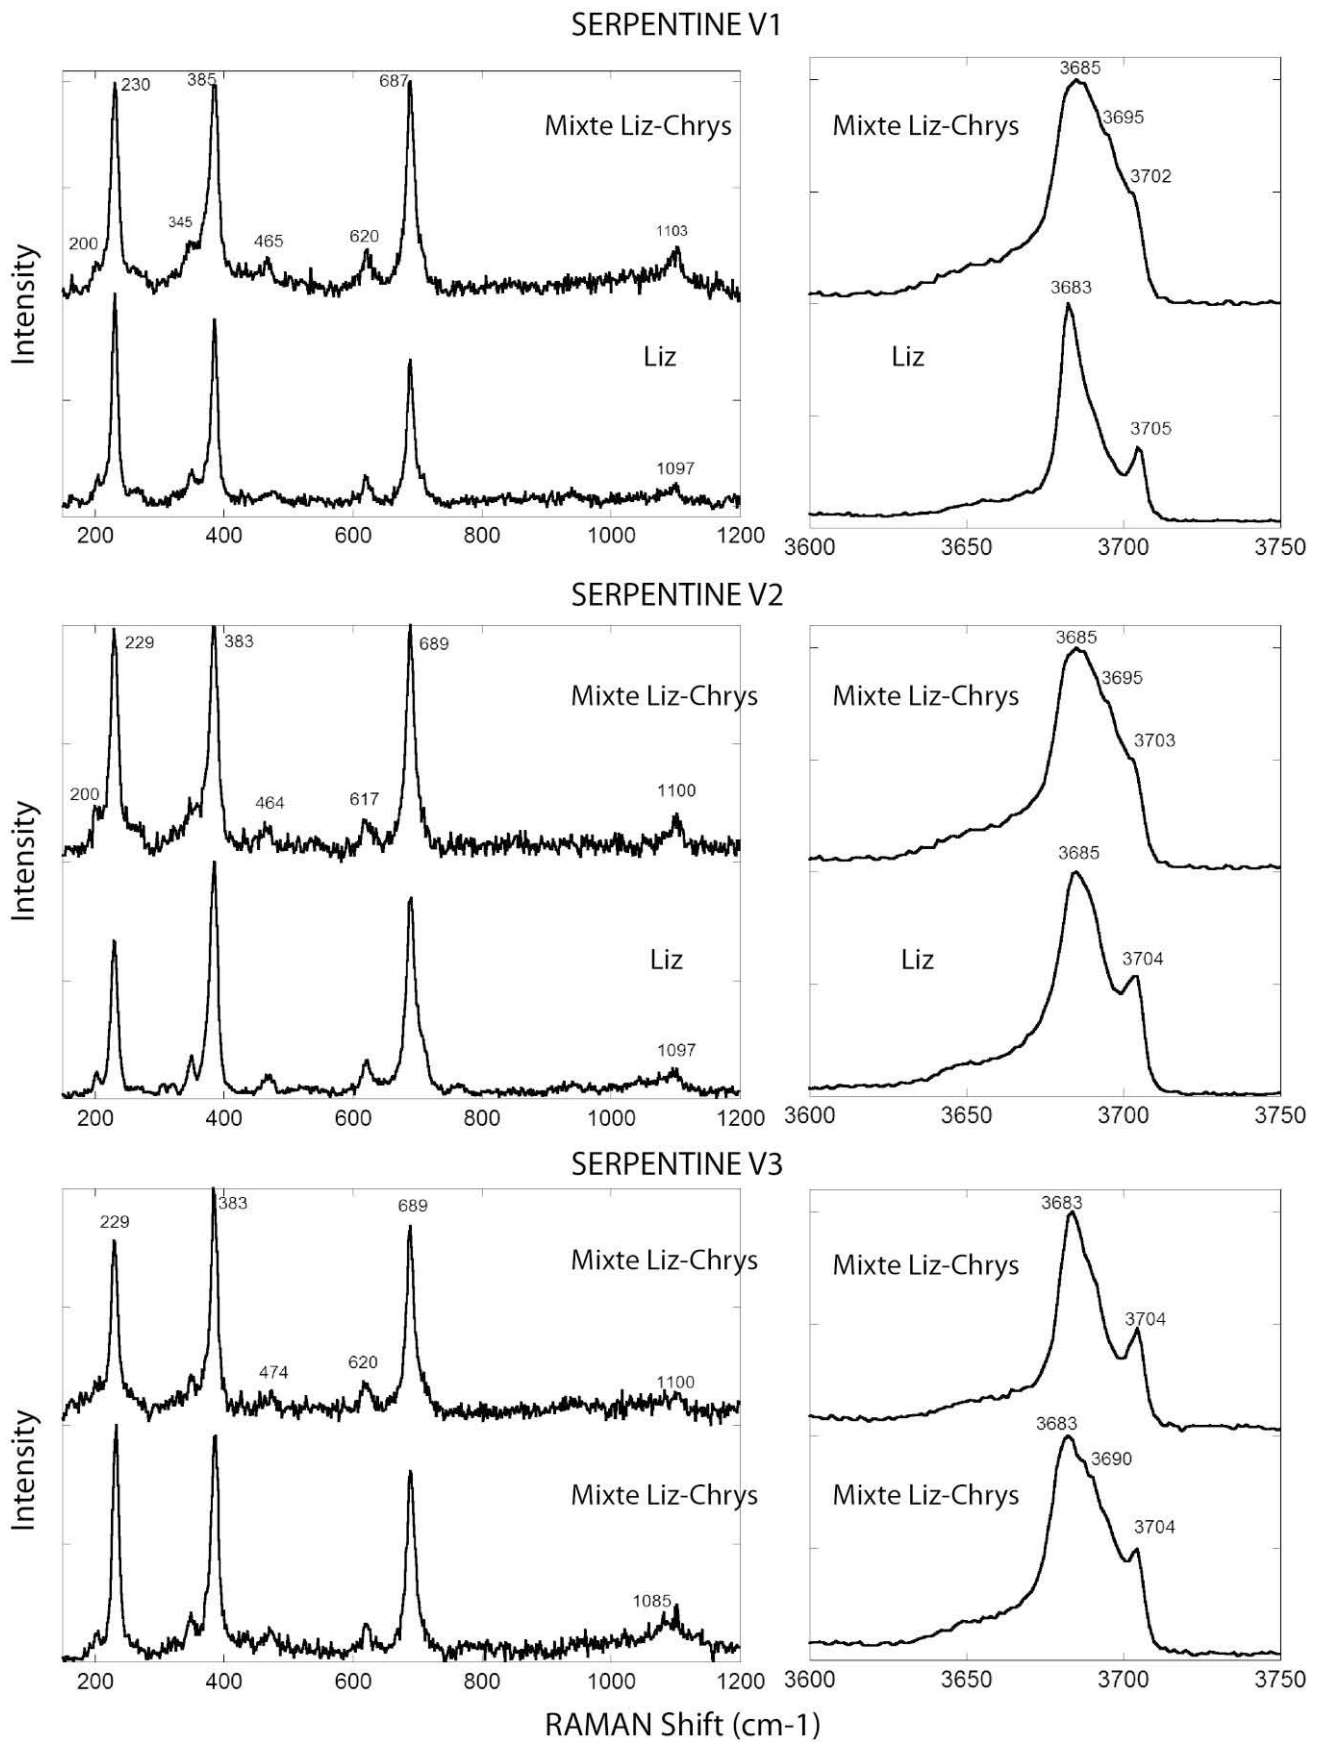 SERPENTINE V1
230
385
687
Mixte Liz-Chrys
200
345
465
620
1103
Liz
1097
Intensity
200 400 600 800 1000 1200
3685
Mixte Liz-Chrys
3695
3702
3683
Liz
3705
3600 3650 3700 3750
SERPENTINE V2
229
383
689
Mixte Liz-Chrys
200
464
617
1100
Liz
1097
Intensity
200 400 600 800 1000 1200
3685
3695
Mixte Liz-Chrys
3703
3685
Liz
3704
3600 3650 3700 3750
SERPENTINE V3
229
383
689
Mixte Liz-Chrys
474
620
1100
Mixte Liz-Chrys
1085
Intensity
200 400 600 800 1000 1200
3683
Mixte Liz-Chrys
3704
3683
3690
Mixte Liz-Chrys
3704
3600 3650 3700 3750
RAMAN Shift (cm-1)